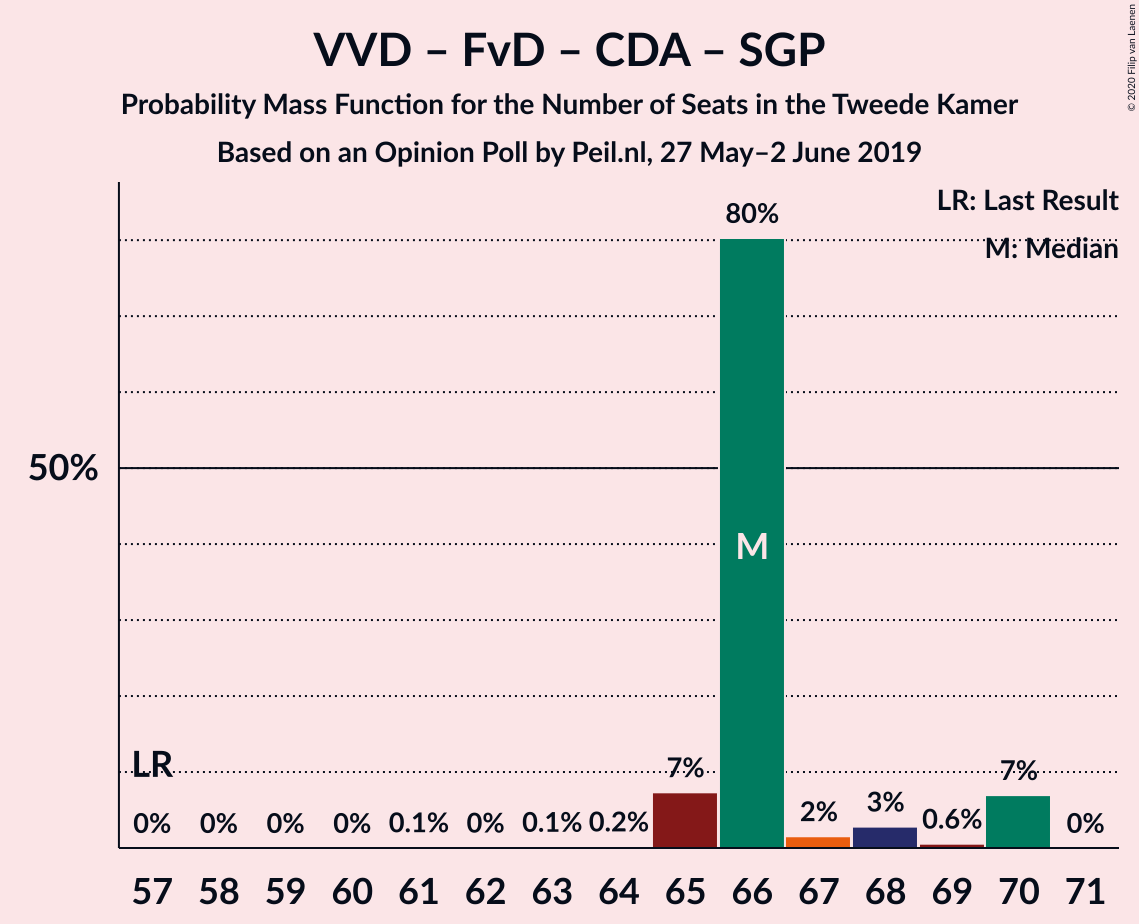 VVD – FvD – CDA – SGP
Probability Mass Function for the Number of Seats in the Tweede Kamer
Based on an Opinion Poll by Peil.nl, 27 May–2 June 2019
© 2020 Filip van Laenen
LR: Last Result
M: Median
80%
50%
M
LR
0% 0% 0% 0% 0.1% 0% 0.1% 0.2% 7% 2% 3% 0.6% 7% 0%
57 58 59 60 61 62 63 64 65 66 67 68 69 70 71